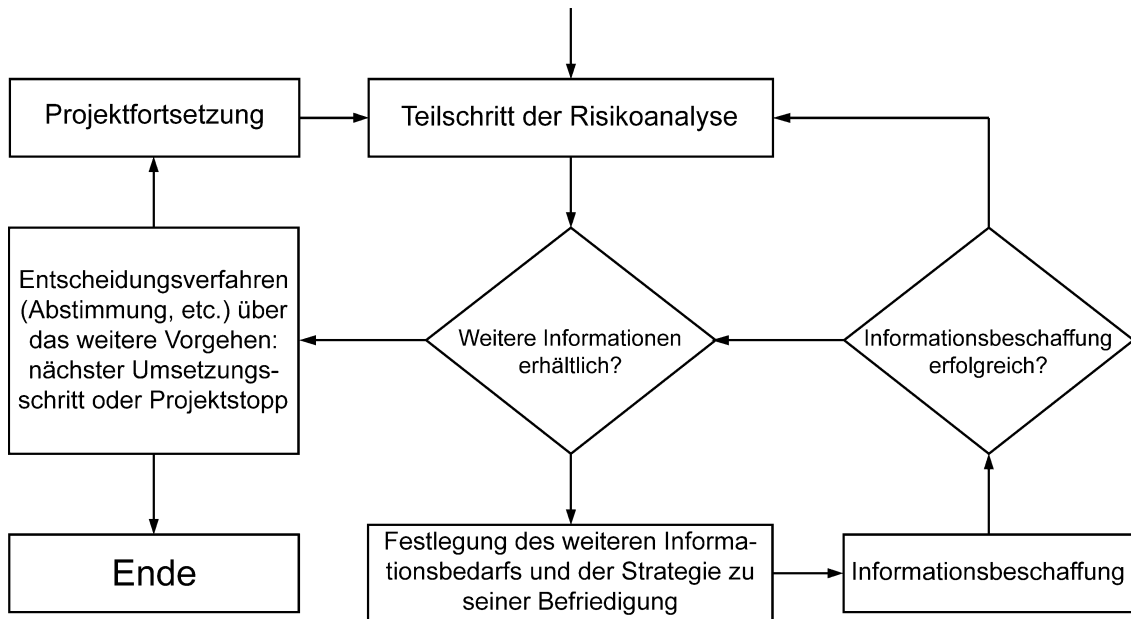 Projektfortsetzung
Teilschritt der Risikoanalyse
Entscheidungsverfahren
(Abstimmung, etc.) über
das weitere Vorgehen:
nächster Umsetzungs-
schritt oder Projektstopp
Weitere Informationen
erhältlich?
Informationsbeschaffung
erfolgreich?
Ende
Festlegung des weiteren Informa-
tionsbedarfs und der Strategie zu
seiner Befriedigung
Informationsbeschaffung